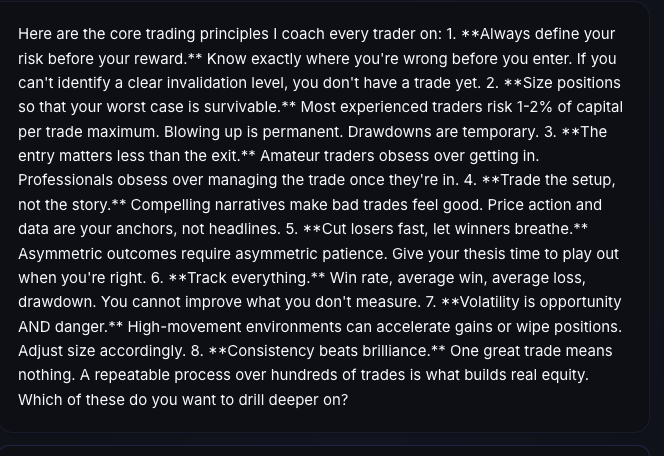 Here are the core trading principles I coach every trader on: 1. **Always define your
risk before your reward.** Know exactly where you're wrong before you enter. If you
can't identify a clear invalidation level, you don't have a trade yet. 2. **Size positions
so that your worst case is survivable.** Most experienced traders risk 1-2% of capital
per trade maximum. Blowing up is permanent. Drawdowns are temporary. 3. **The
entry matters less than the exit.** Amateur traders obsess over getting in.
Professionals obsess over managing the trade once they're in. 4. **Trade the setup,
not the story.** Compelling narratives make bad trades feel good. Price action and
data are your anchors, not headlines. 5. **Cut losers fast, let winners breathe.**
Asymmetric outcomes require asymmetric patience. Give your thesis time to play out
when you're right. 6. **Track everything.** Win rate, average win, average loss,
drawdown. You cannot improve what you don't measure. 7. **Volatility is opportunity
AND danger.** High-movement environments can accelerate gains or wipe positions.
Adjust size accordingly. 8. **Consistency beats brilliance.** One great trade means
nothing. A repeatable process over hundreds of trades is what builds real equity.
Which of these do you want to drill deeper on?